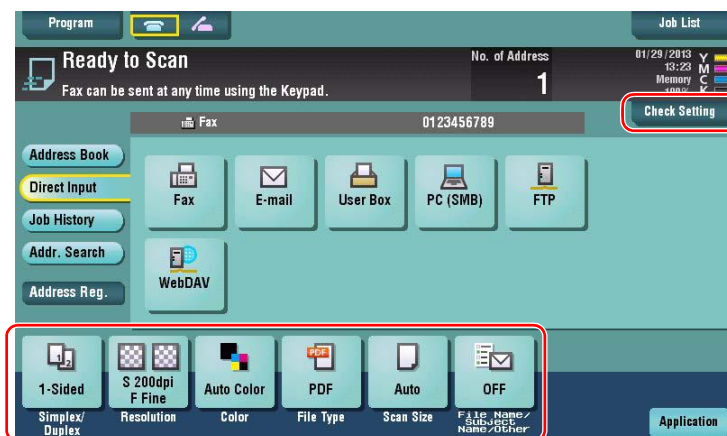 Program
Job List
Ready to Scan
Fax can be sent at any time using the Keypad.
No. of Address
1
01/29/2013
13:23
Memory
100%
Y
M
C
K
Check Setting
Fax
0123456789
Address Book
Direct Input
Job History
Addr. Search
Address Reg.
Fax
E-mail
User Box
PC (SMB)
FTP
WebDAV
1-Sided
S 200dpi
F Fine
Auto Color
PDF
PDF
Auto
OFF
Simplex/
Duplex
Resolution
Color
File Type
Scan Size
File Name/
Subject
Name/Other
Application